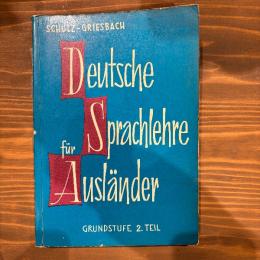 SCHULZ-GRIESBACH
Deutsche
Sprachlehre
für
Ausländer
GRUNDSTUFE 2. TEIL